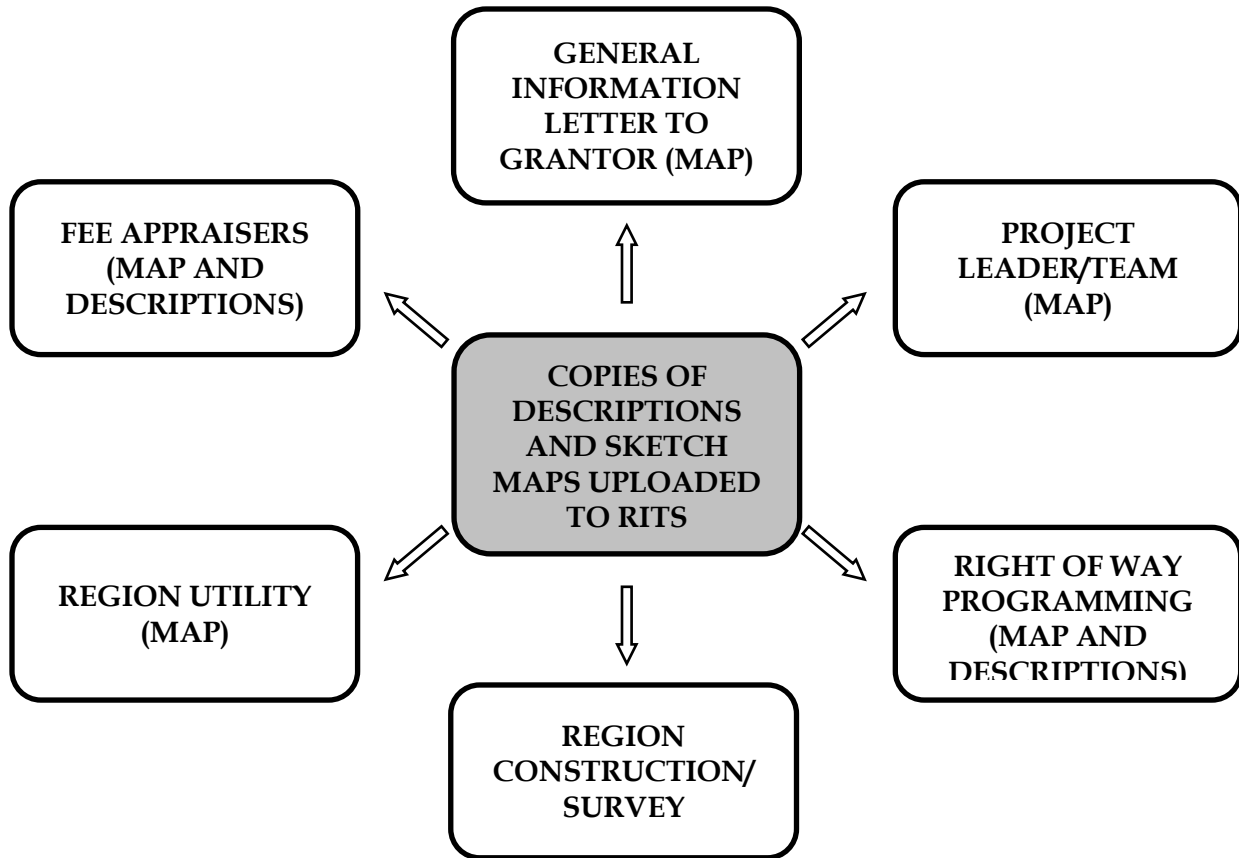 GENERAL
INFORMATION
LETTER TO
GRANTOR (MAP)
FEE APPRAISERS
(MAP AND
DESCRIPTIONS)
PROJECT
LEADER/TEAM
(MAP)
COPIES OF
DESCRIPTIONS
AND SKETCH
MAPS UPLOADED
TO RITS
REGION UTILITY
(MAP)
RIGHT OF WAY
PROGRAMMING
(MAP AND
DESCRIPTIONS)
REGION
CONSTRUCTION/
SURVEY